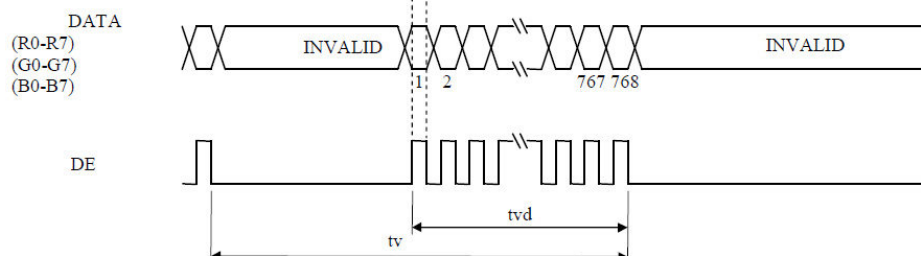 DATA
(R0-R7)
(G0-G7)
(B0-B7)
INVALID
INVALID
1
2
767
768
DE
tvd
tv